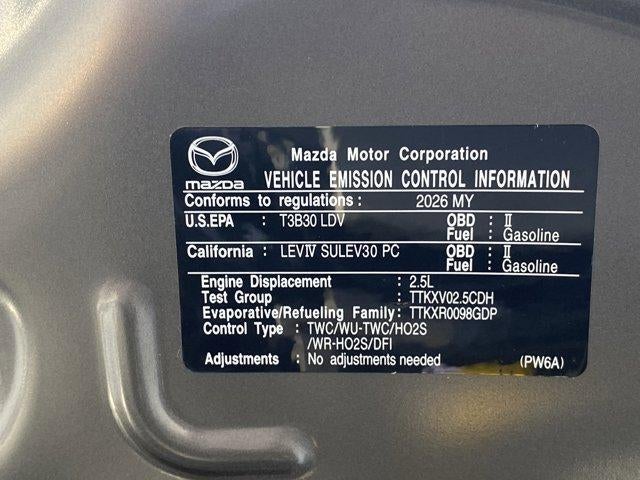 Mazda Motor Corporation
mazda VEHICLE EMISSION CONTROL INFORMATION
Conforms to regulations : 2026 MY
U.S.EPA : T3B30 LDV OBD : II
Fuel : Gasoline
California : LEVIV SULEV30 PC OBD : II
Fuel : Gasoline
Engine Displacement : 2.5L
Test Group : TTKXV02.5CDH
Evaporative/Refueling Family: TTKXR0098GDP
Control Type : TWC/WU-TWC/HO2S
/WR-HO2S/DFI
Adjustments : No adjustments needed (PW6A)